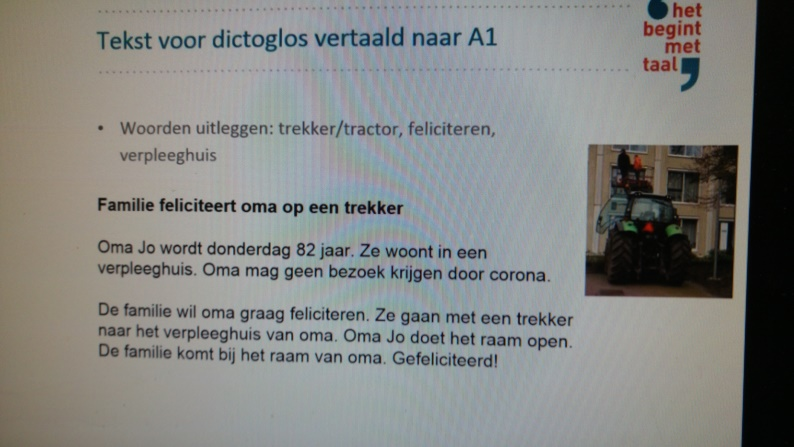 Tekst voor dictoglos vertaald naar A1
het
begint
met
taal
• Woorden uitleggen: trekker/tractor, feliciteren,
verpleeghuis
Familie feliciteert oma op een trekker
Oma Jo wordt donderdag 82 jaar. Ze woont in een
verpleeghuis. Oma mag geen bezoek krijgen door corona.
De familie wil oma graag feliciteren. Ze gaan met een trekker
naar het verpleeghuis van oma. Oma Jo doet het raam open.
De familie komt bij het raam van oma. Gefeliciteerd!